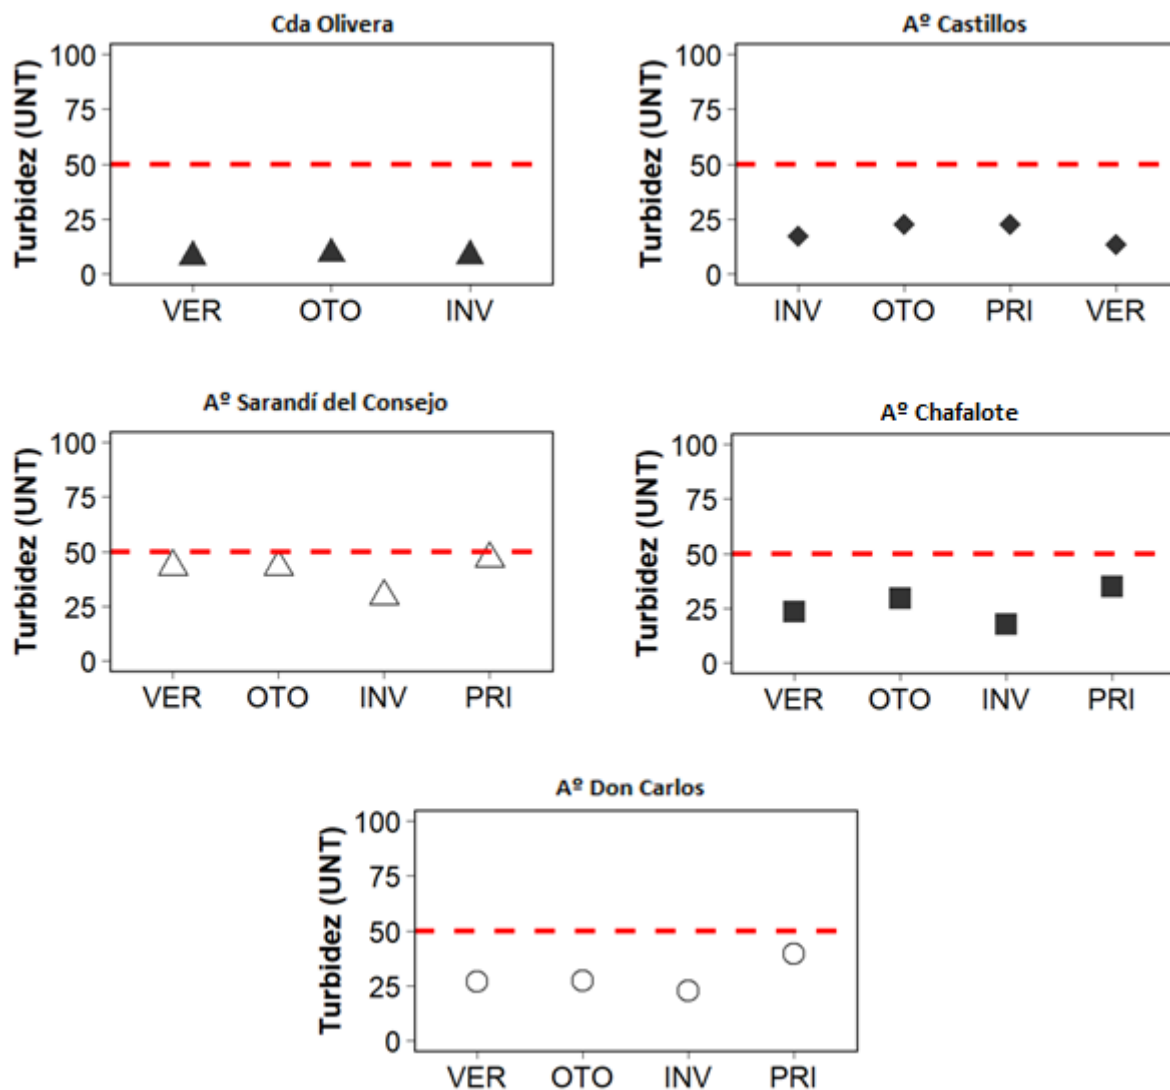 Cda Olivera
Turbidez (UNT)
100
75
50
25
0
VER OTO INV
Aº Castillos
Turbidez (UNT)
100
75
50
25
0
INV OTO PRI VER
Aº Sarandí del Consejo
Turbidez (UNT)
100
75
50
25
0
VER OTO INV PRI
Aº Chafalote
Turbidez (UNT)
100
75
50
25
0
VER OTO INV PRI
Aº Don Carlos
Turbidez (UNT)
100
75
50
25
0
VER OTO INV PRI